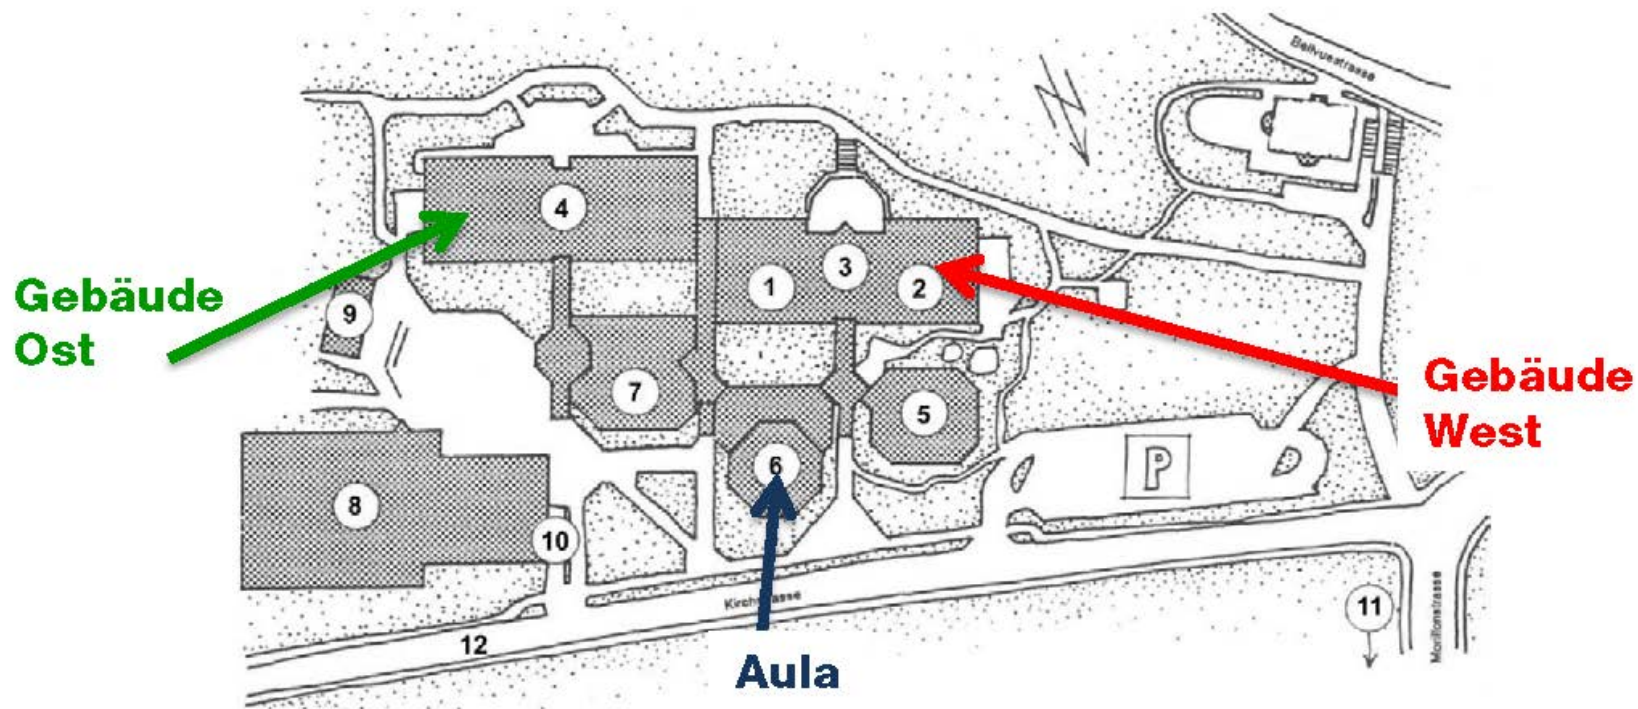 Bellvuestrasse
4
Gebäude
Ost
1
3
2
9
Gebäude
West
7
5
6
P
8
10
Kirchstrasse
11
Morillonstrasse
12
Aula